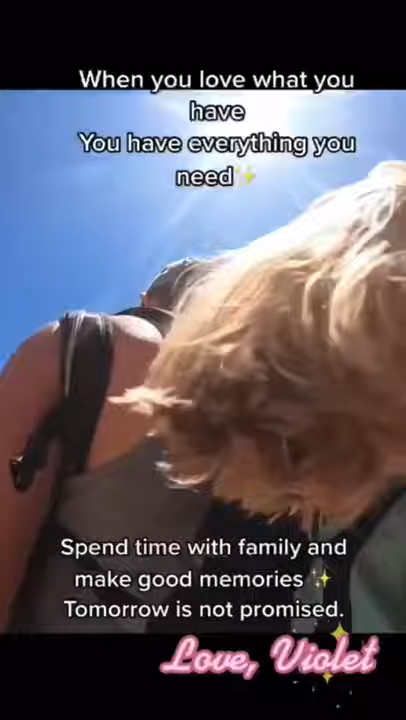 When you love what you
have
You have everything you
need✨
Spend time with family and
make good memories ✨
Tomorrow is not promised.
Love, Violet